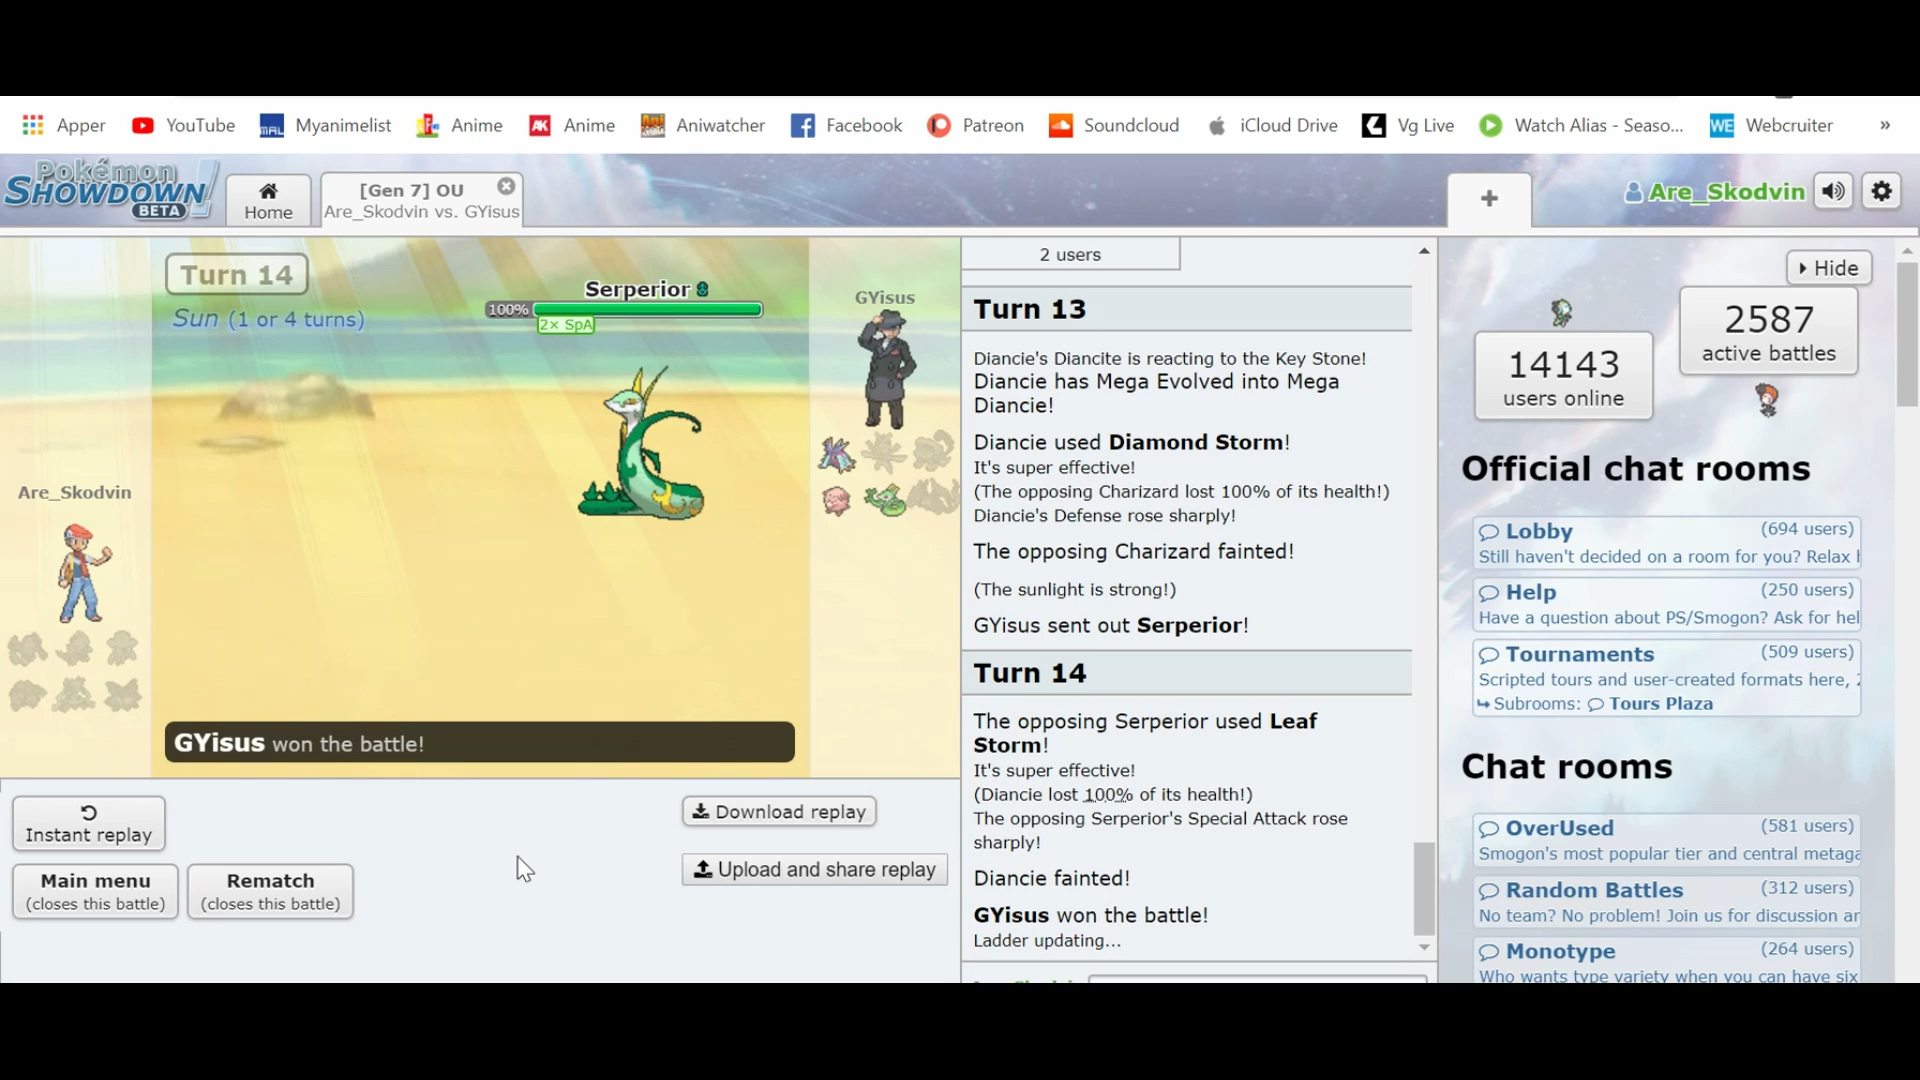 Apper YouTube Myanimelist Anime Anime Aniwatcher Facebook Patreon Soundcloud iCloud Drive Vg Live Watch Alias - Seaso... Webcruiter »
Pokémon
SHOWDOWN!
BETA
Home
[Gen 7] OU
Are_Skodvin vs. GYisus
+
Are_Skodvin
Turn 14
Sun (1 or 4 turns)
Serperior
100%
2× SpA
GYisus
Are_Skodvin
GYisus won the battle!
Instant replay
Main menu
(closes this battle)
Rematch
(closes this battle)
Download replay
Upload and share replay
2 users
Turn 13
Diancie's Diancite is reacting to the Key Stone!
Diancie has Mega Evolved into Mega
Diancie!
Diancie used Diamond Storm!
It's super effective!
(The opposing Charizard lost 100% of its health!)
Diancie's Defense rose sharply!
The opposing Charizard fainted!
(The sunlight is strong!)
GYisus sent out Serperior!
Turn 14
The opposing Serperior used Leaf
Storm!
It's super effective!
(Diancie lost 100% of its health!)
The opposing Serperior's Special Attack rose
sharply!
Diancie fainted!
GYisus won the battle!
Ladder updating...
Hide
14143
users online
2587
active battles
Official chat rooms
Lobby (694 users)
Still haven't decided on a room for you? Relax
Help (250 users)
Have a question about PS/Smogon? Ask for hel
Tournaments (509 users)
Scripted tours and user-created formats here,
Subrooms: Tours Plaza
Chat rooms
OverUsed (581 users)
Smogon's most popular tier and central metaga
Random Battles (312 users)
No team? No problem! Join us for discussion ar
Monotype (264 users)
Who wants type variety when you can have six